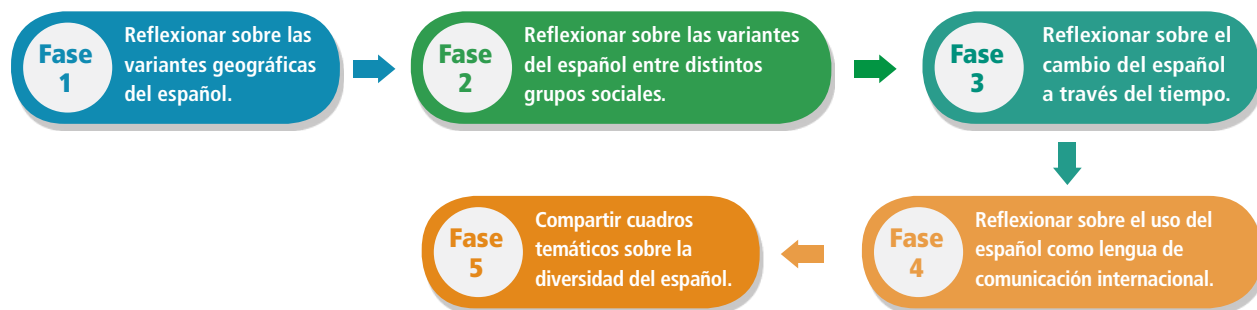 Fase
1
Reflexionar sobre las
variantes geográficas
del español.
Fase
2
Reflexionar sobre las variantes
del español entre distintos
grupos sociales.
Fase
3
Reflexionar sobre el
cambio del español
a través del tiempo.
Fase
4
Reflexionar sobre el uso del
español como lengua de
comunicación internacional.
Fase
5
Compartir cuadros
temáticos sobre la
diversidad del español.